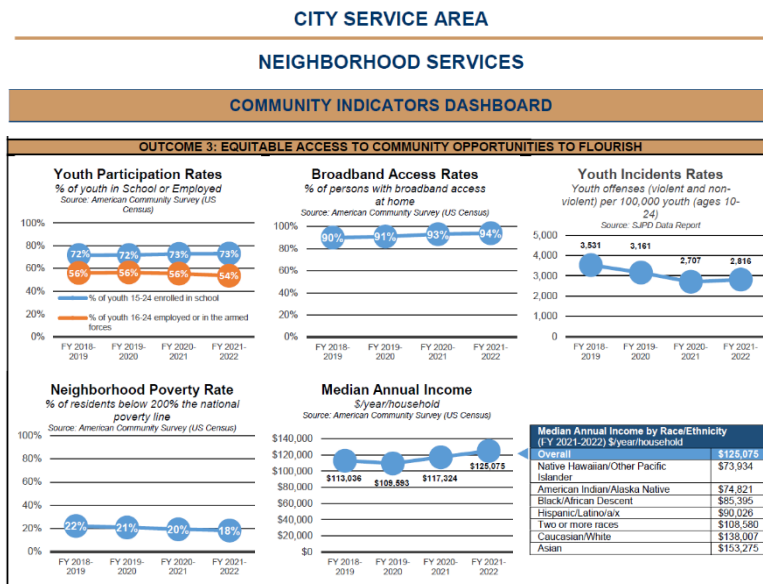 CITY SERVICE AREA
NEIGHBORHOOD SERVICES
COMMUNITY INDICATORS DASHBOARD
OUTCOME 3: EQUITABLE ACCESS TO COMMUNITY OPPORTUNITIES TO FLOURISH
Youth Participation Rates
% of youth in School or Employed
Source: American Community Survey (US
Census)
100%
80%
60%
40%
20%
0%
72%
72%
73%
73%
56%
56%
56%
54%
% of youth 15-24 enrolled in school
% of youth 16-24 employed or in the armed
forces
FY 2018-
2019
FY 2019-
2020
FY 2020-
2021
FY 2021-
2022
Broadband Access Rates
% of persons with broadband access
at home
Source: American Community Survey (US Census)
100%
80%
60%
40%
20%
0%
90%
91%
93%
94%
FY 2018-
2019
FY 2019-
2020
FY 2020-
2021
FY 2021-
2022
Youth Incidents Rates
Youth offenses (violent and non-
violent) per 100,000 youth (ages 10-
24)
Source: SJPD Data Report
5,000
4,000
3,000
2,000
1,000
0
3,531
3,161
2,707
2,816
FY 2018-
2019
FY 2019-
2020
FY 2020-
2021
FY 2021-
2022
Neighborhood Poverty Rate
% of residents below 200% the national
poverty line
Source: American Community Survey (US Census)
100%
80%
60%
40%
20%
0%
22%
21%
20%
18%
FY 2018-
2019
FY 2019-
2020
FY 2020-
2021
FY 2021-
2022
Median Annual Income
$/year/household
Source: American Community Survey (US Census)
$140,000
$120,000
$100,000
$80,000
$60,000
$40,000
$20,000
$0
$113,036
$109,593
$117,324
$125,075
FY 2018-
2019
FY 2019-
2020
FY 2020-
2021
FY 2021-
2022
Median Annual Income by Race/Ethnicity
(FY 2021-2022) $/year/household
Overall $125,075
Native Hawaiian/Other Pacific $73,934
Islander
American Indian/Alaska Native $74,821
Black/African Descent $85,395
Hispanic/Latino/a/x $90,026
Two or more races $108,580
Caucasian/White $138,007
Asian $153,275